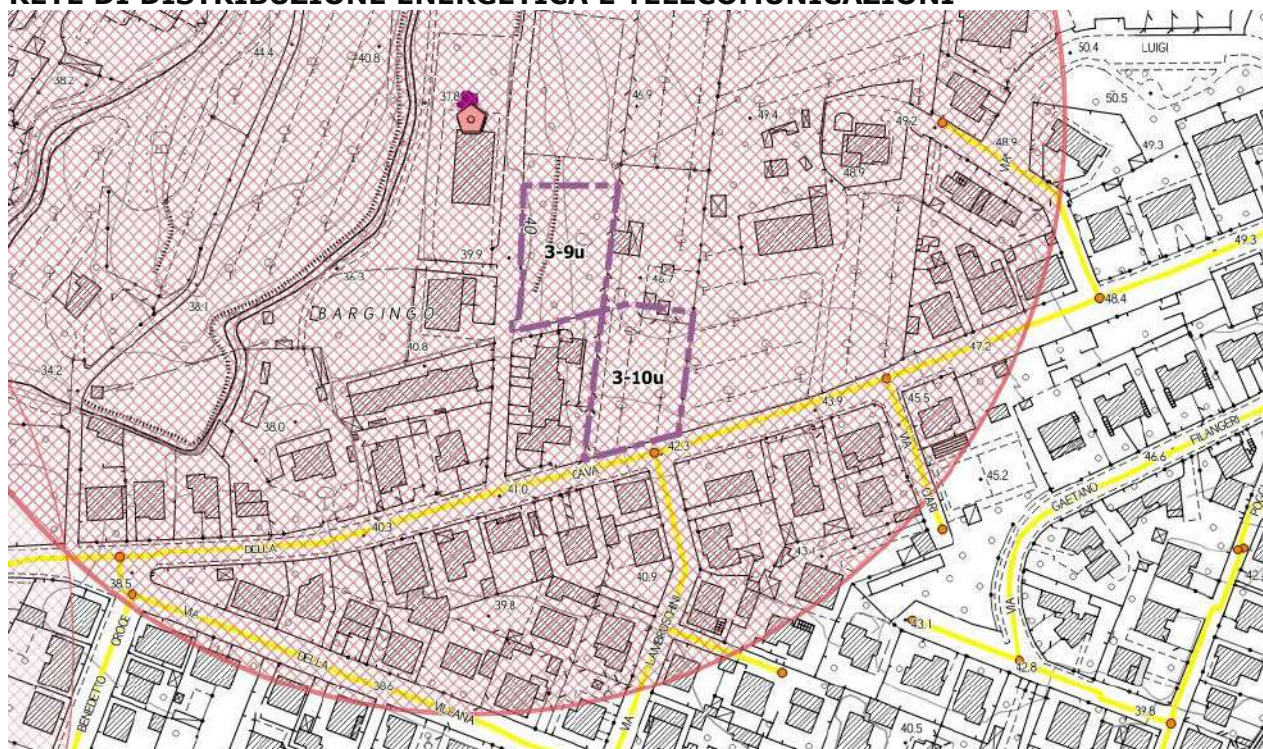 RETE DI DISTRIBUZIONE ENERGETICA E TELECOMUNICAZIONI
50.4
LUIGI
44.4
40.8
38.2
37.8
46.9
49.4
50.5
49.2
48.9
VIA
49.3
48.9
40
3-9u
39.9
49.3
36.3
46.7
38.1
BARGINGO
48.4
40.8
47.2
34.2
3-10u
43.9
45.5
VIA
FILANGERI
38.0
42.3
46.6
CAVA
45.2
41.0
GAETANO
CIARI
40.3
DELLA
38.5
40.9
39.8
VIA
VIA
43.1
CROCE
LAMBRUSCHINI
DELLA
42.8
38.6
VILLANA
BENEDETTO
VIA
39.8
40.5